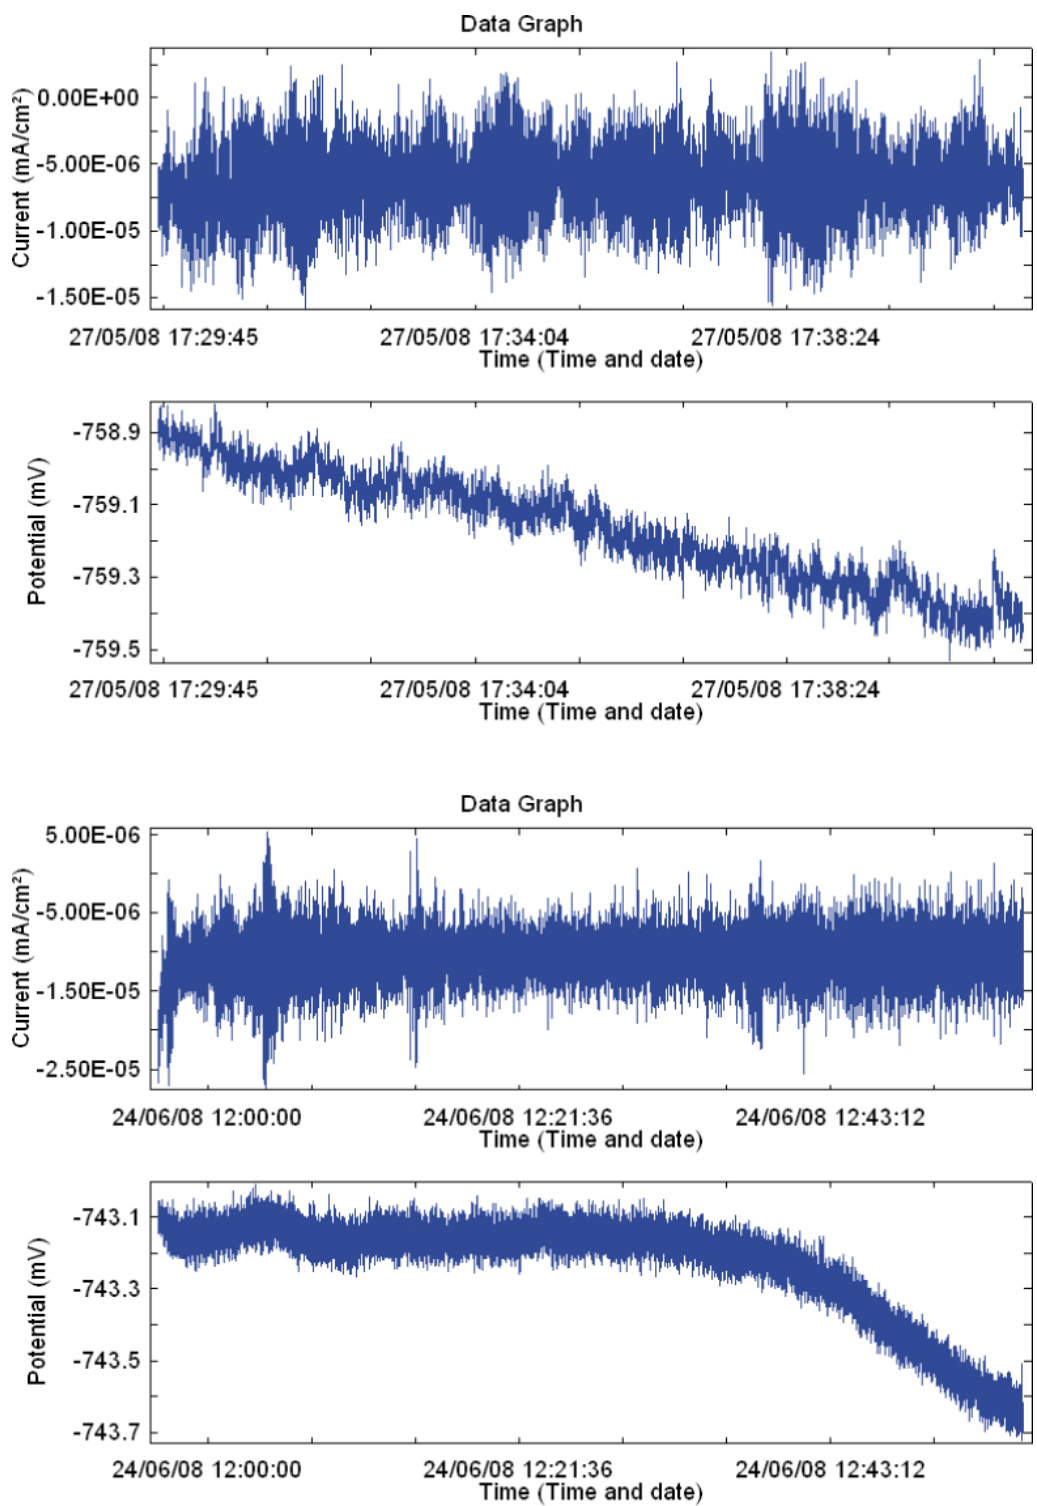 Data Graph
Current (mA/cm²)
0.00E+00
-5.00E-06
-1.00E-05
-1.50E-05
27/05/08 17:29:45 27/05/08 17:34:04 27/05/08 17:38:24
Time (Time and date)
Potential (mV)
-758.9
-759.1
-759.3
-759.5
27/05/08 17:29:45 27/05/08 17:34:04 27/05/08 17:38:24
Time (Time and date)
Data Graph
Current (mA/cm²)
5.00E-06
-5.00E-06
-1.50E-05
-2.50E-05
24/06/08 12:00:00 24/06/08 12:21:36 24/06/08 12:43:12
Time (Time and date)
Potential (mV)
-743.1
-743.3
-743.5
-743.7
24/06/08 12:00:00 24/06/08 12:21:36 24/06/08 12:43:12
Time (Time and date)